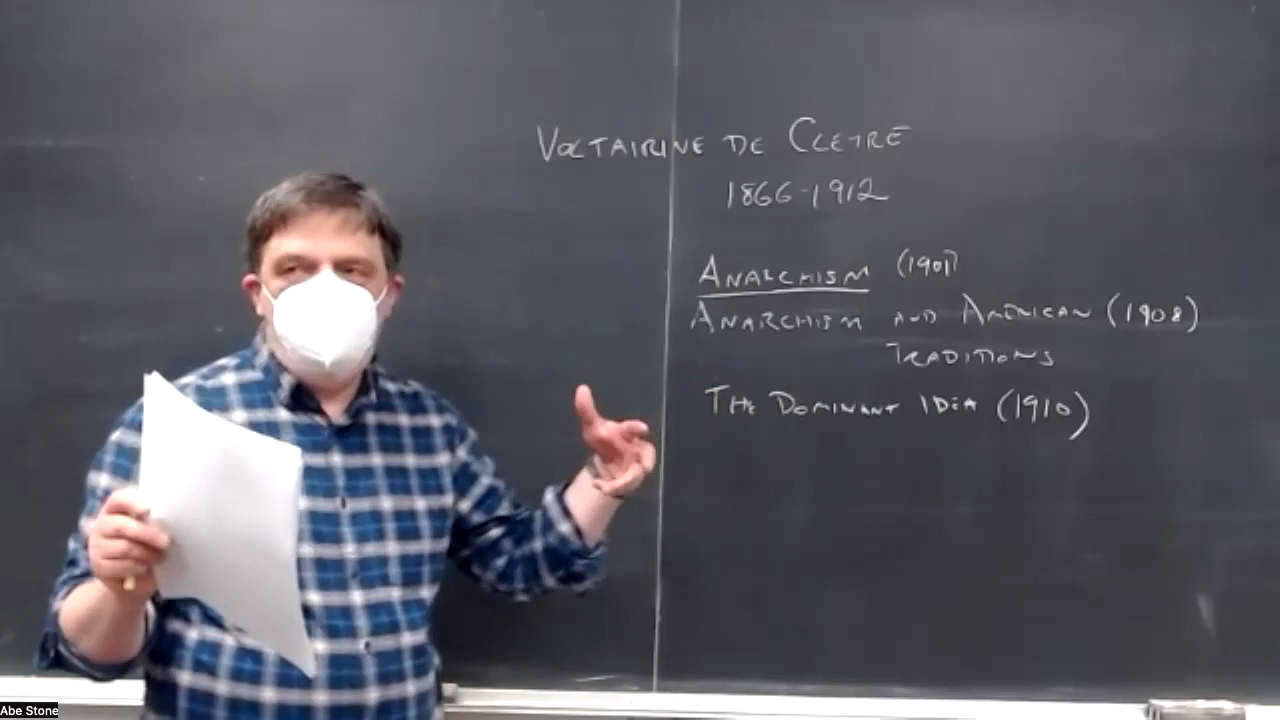 VOLTAIRINE DE CLEYRE
1866-1912
ANARCHISM (1901)
ANARCHISM AND AMERICAN (1908)
TRADITIONS
THE DOMINANT IDEA (1910)
Abe Stone